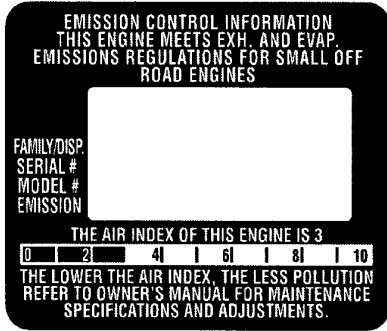 EMISSION CONTROL INFORMATION
THIS ENGINE MEETS EXH. AND EVAP.
EMISSIONS REGULATIONS FOR SMALL OFF
ROAD ENGINES
FAMILY/DISP.
SERIAL #
MODEL #
EMISSION
THE AIR INDEX OF THIS ENGINE IS 3
0 2 4 6 8 10
THE LOWER THE AIR INDEX, THE LESS POLLUTION
REFER TO OWNER'S MANUAL FOR MAINTENANCE
SPECIFICATIONS AND ADJUSTMENTS.